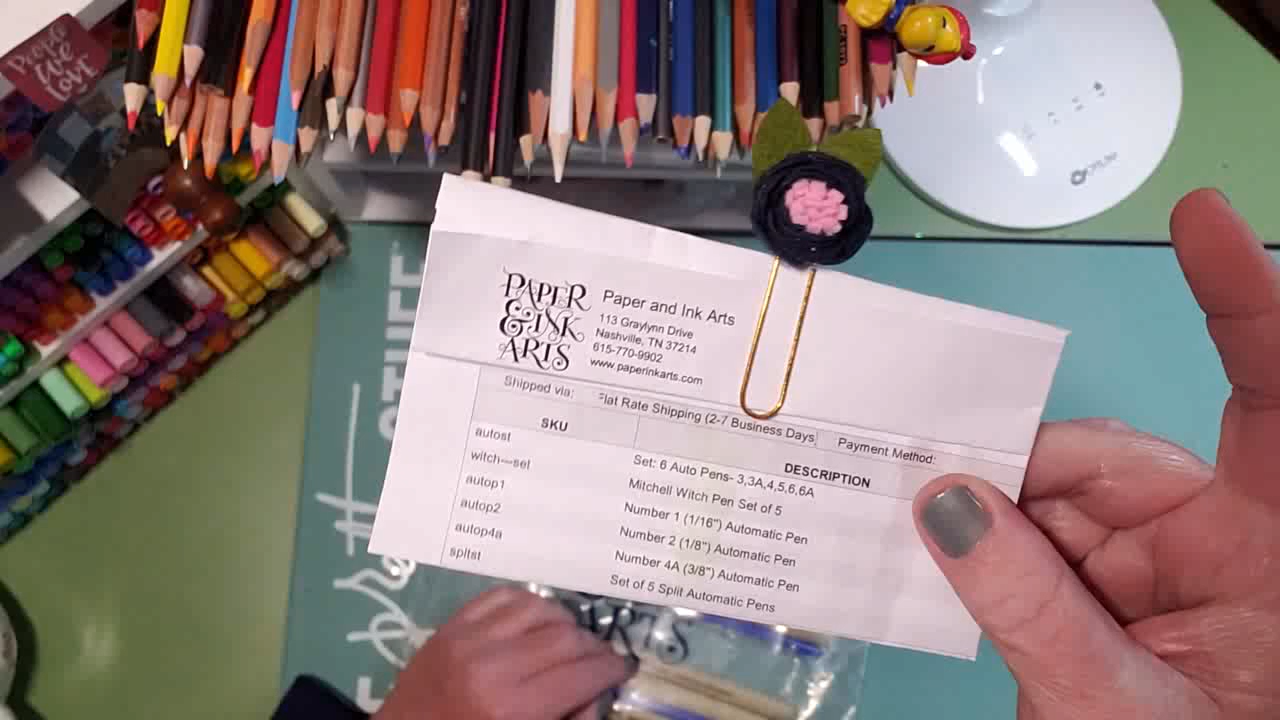 People
We
Love
PAPER
& INK
ARTS
Paper and Ink Arts
113 Graylynn Drive
Nashville, TN 37214
615-770-9902
www.paperinkarts.com
Shipped via: Flat Rate Shipping (2-7 Business Days) Payment Method:
SKU DESCRIPTION
autost Set: 6 Auto Pens- 3,3A,4,5,6,6A
witch---set Mitchell Witch Pen Set of 5
autop1 Number 1 (1/16") Automatic Pen
autop2 Number 2 (1/8") Automatic Pen
autop4a Number 4A (3/8") Automatic Pen
spltst Set of 5 Split Automatic Pens
ARTS
STUFF